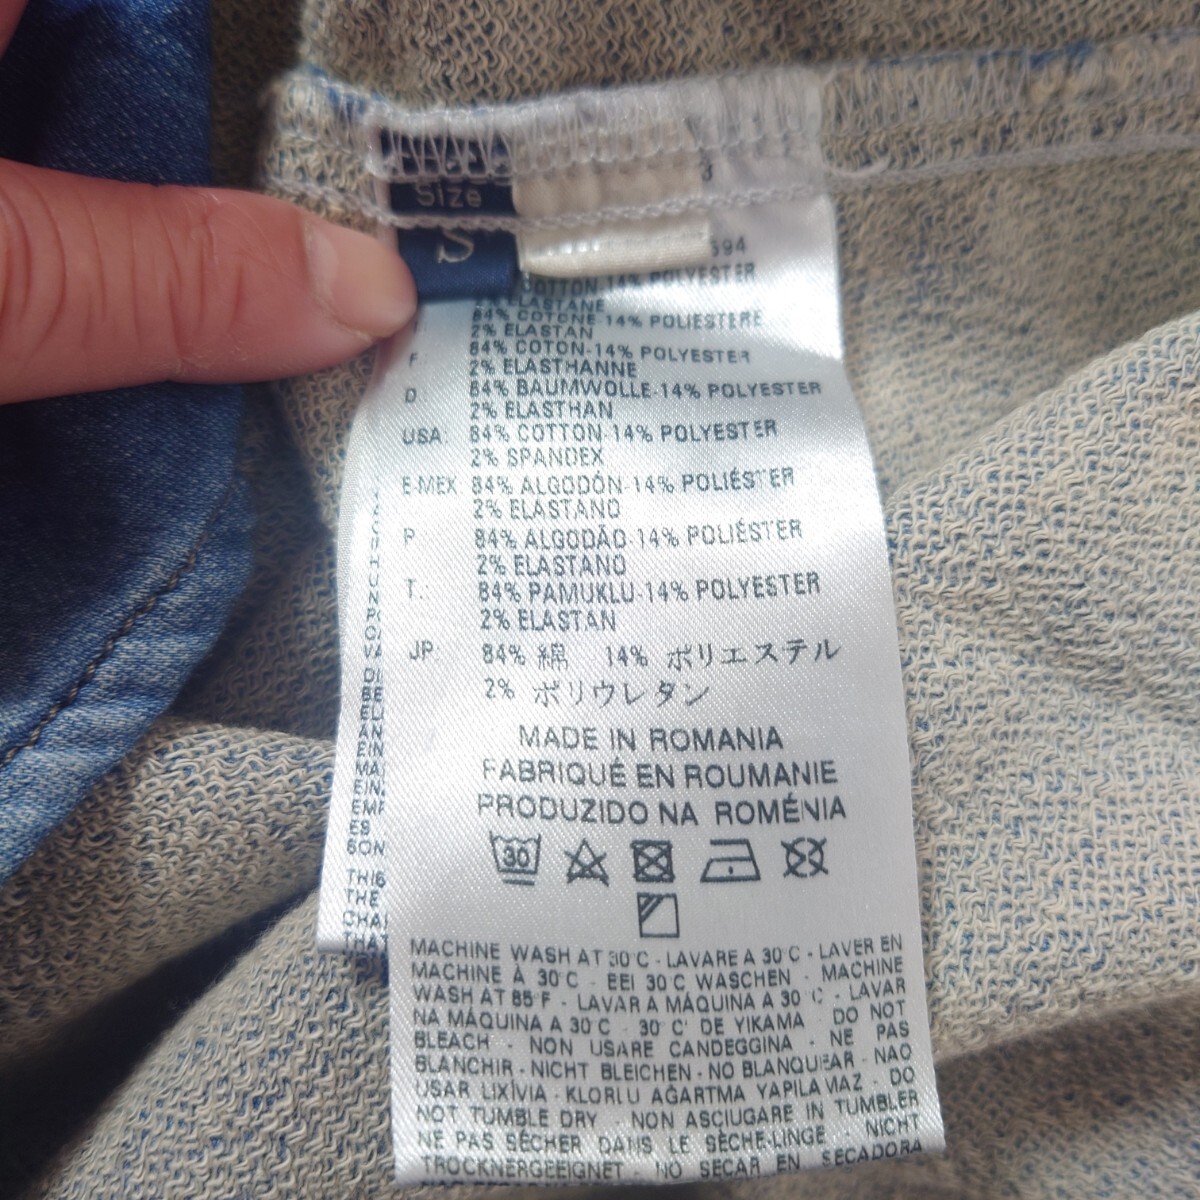 Size
S
694
COTTON-14% POLYESTER
2% ELASTANE
84% COTONE-14% POLIESTERE
2% ELASTAN
F: 84% COTON-14% POLYESTER
2% ELASTHANNE
D 84% BAUMWOLLE-14% POLYESTER
2% ELASTHAN
USA: 84% COTTON-14% POLYESTER
2% SPANDEX
E-MEX 84% ALGODÓN-14% POLIÉSTER
2% ELASTANO
P 84% ALGODÃO-14% POLIÉSTER
2% ELASTANO
T.: 84% PAMUKLU-14% POLYESTER
2% ELASTAN
JP: 84% 綿 14% ポリエステル
2% ポリウレタン
MADE IN ROMANIA
FABRIQUÉ EN ROUMANIE
PRODUZIDO NA ROMÉNIA
30
MACHINE WASH AT 30°C - LAVARE A 30°C - LAVER EN
MACHINE À 30°C - BEI 30°C WASCHEN - MACHINE
WASH AT 85°F - LAVAR A MÁQUINA A 30°C - LAVAR
NA MÁQUINA A 30°C - 30°C' DE YIKAMA - DO NOT
BLEACH - NON USARE CANDEGGINA - NE PAS
BLANCHIR - NICHT BLEICHEN - NO BLANQUEAR - NAO
USAR LIXÍVIA - KLORLU AĞARTMA YAPILAMAZ - DO
NOT TUMBLE DRY - NON ASCIUGARE IN TUMBLER
NE PAS SÉCHER DANS LE SÈCHE-LINGE - NICHT
TROCKNERGEEIGNET - NO SECAR EN SECADORA